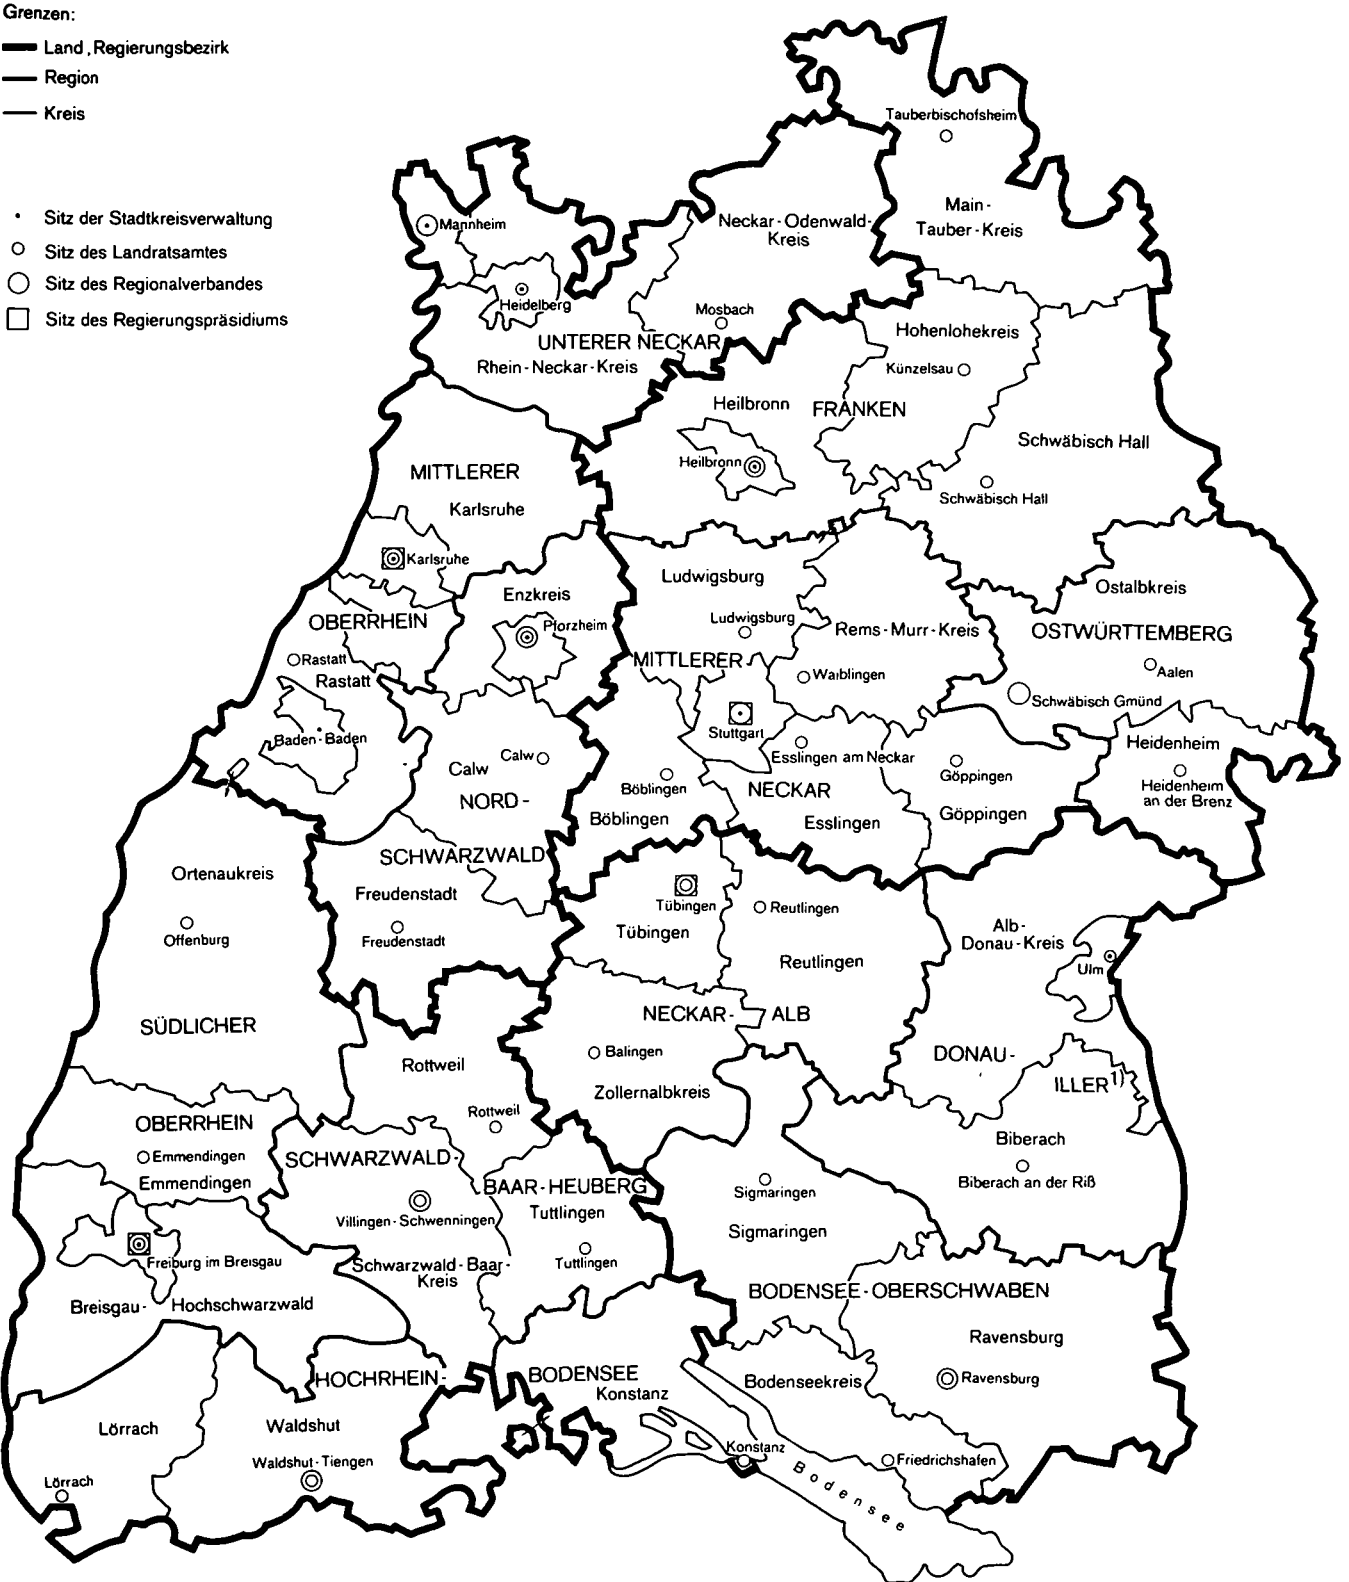 Grenzen:
Land, Regierungsbezirk
Region
Kreis
Sitz der Stadtkreisverwaltung
Sitz des Landratsamtes
Sitz des Regionalverbandes
Sitz des Regierungspräsidiums
Tauberbischofsheim
Main-
Tauber-Kreis
Mannheim
Neckar-Odenwald-
Kreis
Heidelberg
Mosbach
UNTERER NECKAR
Rhein-Neckar-Kreis
Hohenlohekreis
Künzelsau
Heilbronn
FRANKEN
Heilbronn
Schwäbisch Hall
Schwäbisch Hall
MITTLERER
Karlsruhe
Karlsruhe
Enzkreis
OBERRHEIN
Pforzheim
Rastatt
Rastatt
Baden-Baden
Ludwigsburg
Ludwigsburg
Rems-Murr-Kreis
MITTLERER
Waiblingen
Stuttgart
Ostalbkreis
OSTWÜRTTEMBERG
Aalen
Schwäbisch Gmünd
Heidenheim
Heidenheim
an der Brenz
Calw
Calw
NORD-
SCHWARZWALD
Freudenstadt
Freudenstadt
Böblingen
Böblingen
Esslingen am Neckar
NECKAR
Esslingen
Göppingen
Göppingen
Ortenaukreis
Offenburg
SÜDLICHER
Tübingen
Tübingen
Reutlingen
Reutlingen
NECKAR-
ALB
Balingen
Zollernalbkreis
Alb-
Donau-Kreis
Ulm
DONAU-
ILLER 1)
Biberach
Biberach an der Riß
Rottweil
Rottweil
OBERRHEIN
Emmendingen
Emmendingen
SCHWARZWALD-
BAAR-HEUBERG
Villingen-Schwenningen
Tuttlingen
Tuttlingen
Schwarzwald-Baar-
Kreis
Sigmaringen
Sigmaringen
Freiburg im Breisgau
Breisgau-
Hochschwarzwald
BODENSEE-OBERSCHWABEN
Ravensburg
Ravensburg
HOCHRHEIN-
BODENSEE
Konstanz
Bodenseekreis
Lörrach
Waldshut
Waldshut-Tiengen
Lörrach
Konstanz
Friedrichshafen
Bodensee